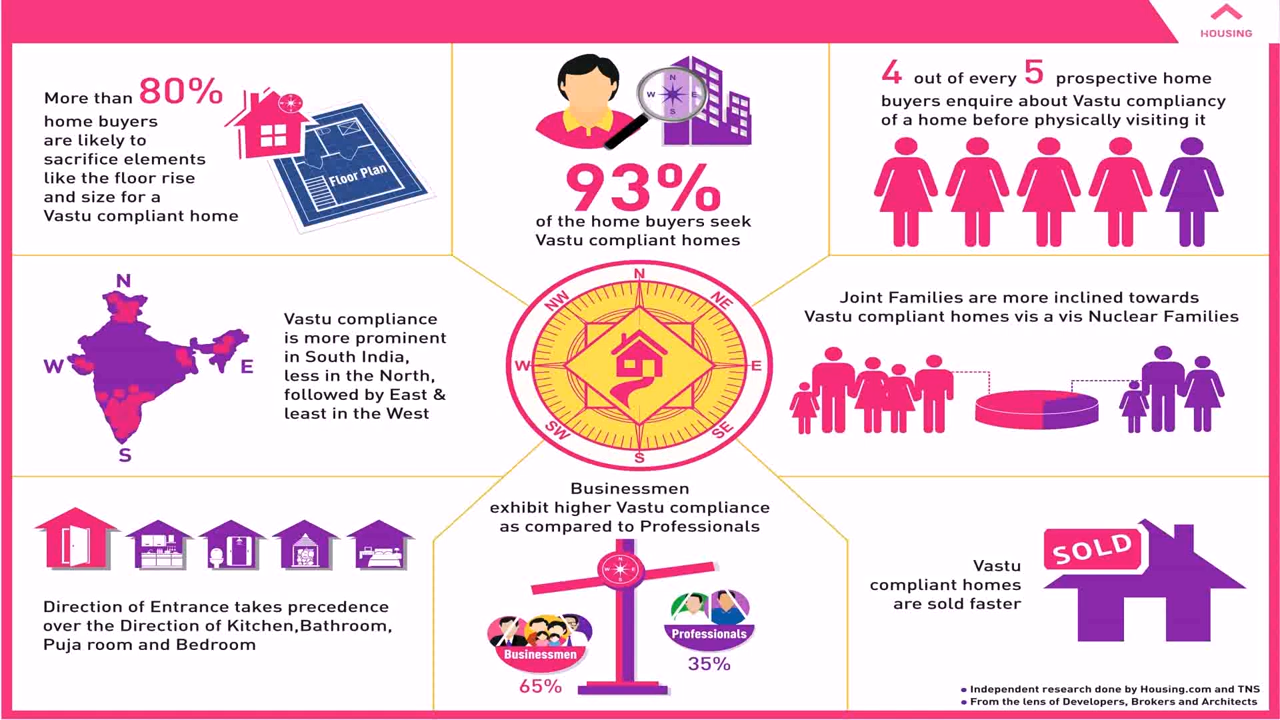 HOUSING
More than 80%
home buyers
are likely to
sacrifice elements
like the floor rise
and size for a
Vastu compliant home
Floor Plan
N
W E
S
93%
of the home buyers seek
Vastu compliant homes
4 out of every 5 prospective home
buyers enquire about Vastu compliancy
of a home before physically visiting it
N
W E
S
Vastu compliance
is more prominent
in South India,
less in the North,
followed by East &
least in the West
N
NW NE
W E
SW SE
S
Joint Families are more inclined towards
Vastu compliant homes vis a vis Nuclear Families
Direction of Entrance takes precedence
over the Direction of Kitchen,Bathroom,
Puja room and Bedroom
Businessmen
exhibit higher Vastu compliance
as compared to Professionals
N
W E
S
Businessmen
65%
Professionals
35%
Vastu
compliant homes
are sold faster
SOLD
Independent research done by Housing.com and TNS
From the lens of Developers, Brokers and Architects